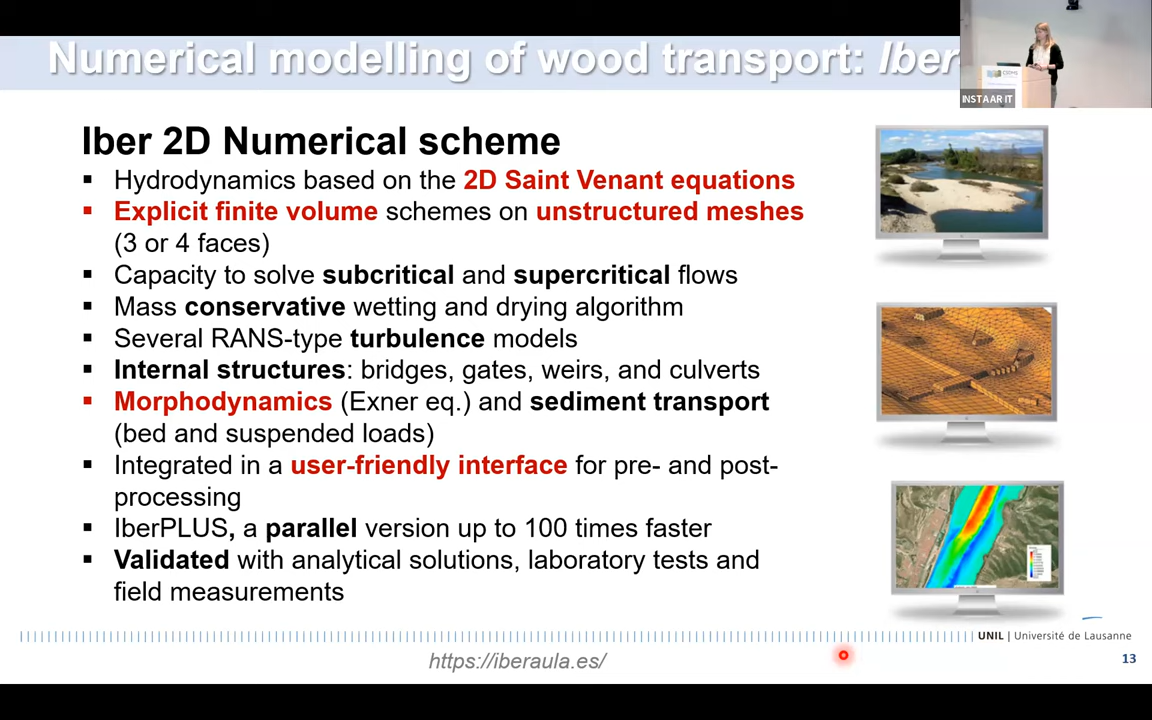 Numerical modelling of wood transport: Iber
INSTAAR IT
Iber 2D Numerical scheme
▪ Hydrodynamics based on the 2D Saint Venant equations
▪ Explicit finite volume schemes on unstructured meshes
(3 or 4 faces)
▪ Capacity to solve subcritical and supercritical flows
▪ Mass conservative wetting and drying algorithm
▪ Several RANS-type turbulence models
▪ Internal structures: bridges, gates, weirs, and culverts
▪ Morphodynamics (Exner eq.) and sediment transport
(bed and suspended loads)
▪ Integrated in a user-friendly interface for pre- and post-
processing
▪ IberPLUS, a parallel version up to 100 times faster
▪ Validated with analytical solutions, laboratory tests and
field measurements
UNIL | Université de Lausanne
https://iberaula.es/
13